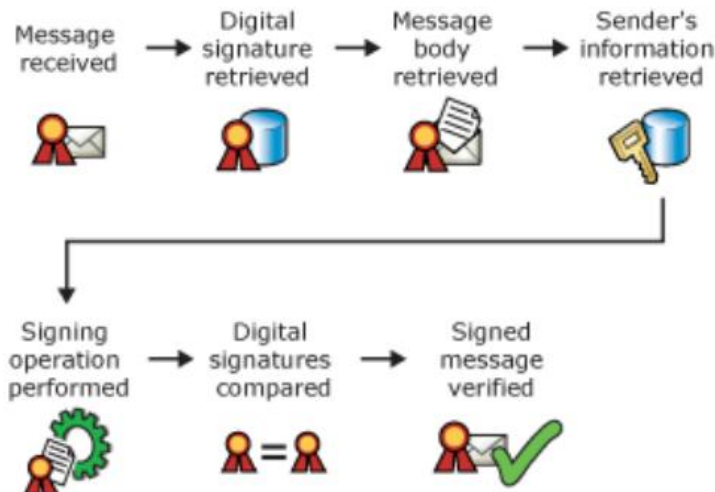 Message
received
Digital
signature
retrieved
Message
body
retrieved
Sender's
information
retrieved
Signing
operation
performed
Digital
signatures
compared
Signed
message
verified